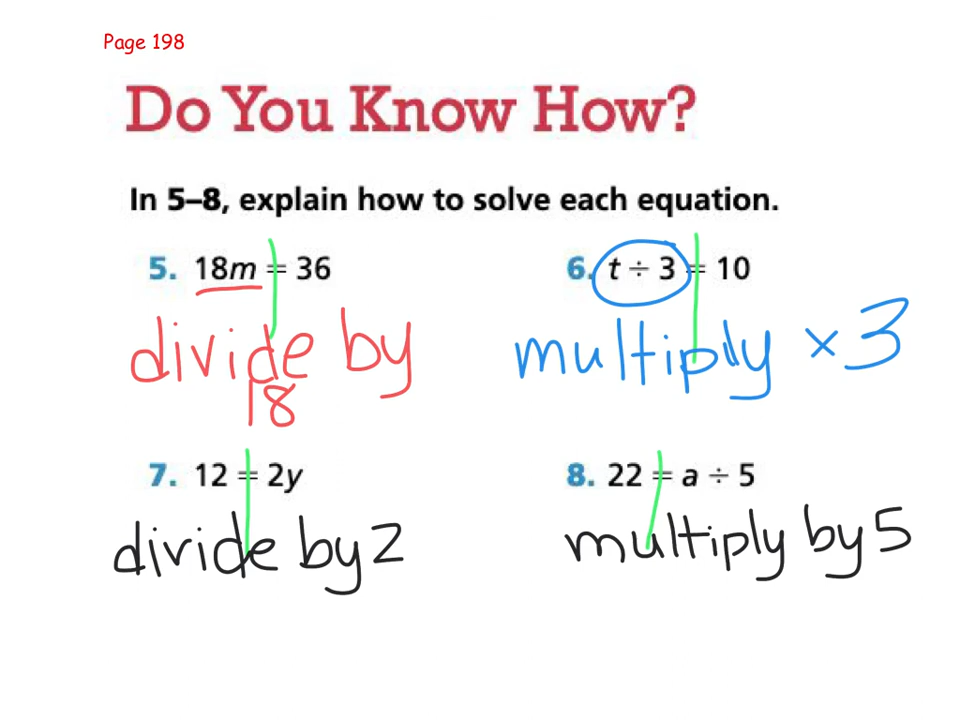 Page 198
Do You Know How?
In 5–8, explain how to solve each equation.
5. 18m = 36
6. t ÷ 3 = 10
divide by
18
multiply × 3
7. 12 = 2y
8. 22 = a ÷ 5
divide by 2
multiply by 5